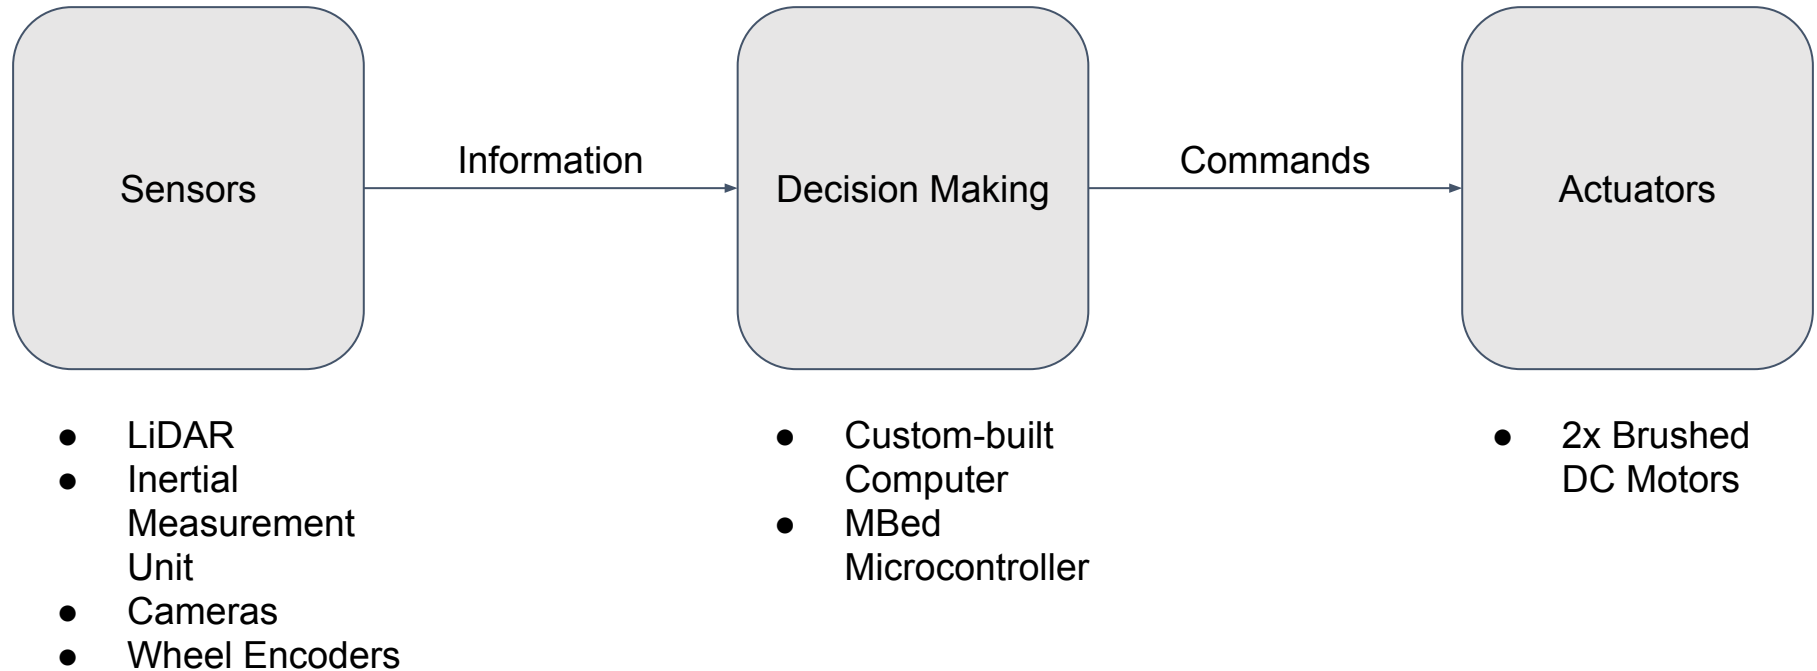 Sensors
Information
Decision Making
Commands
Actuators
● LiDAR
● Inertial
Measurement
Unit
● Cameras
● Wheel Encoders
● Custom-built
Computer
● MBed
Microcontroller
● 2x Brushed
DC Motors